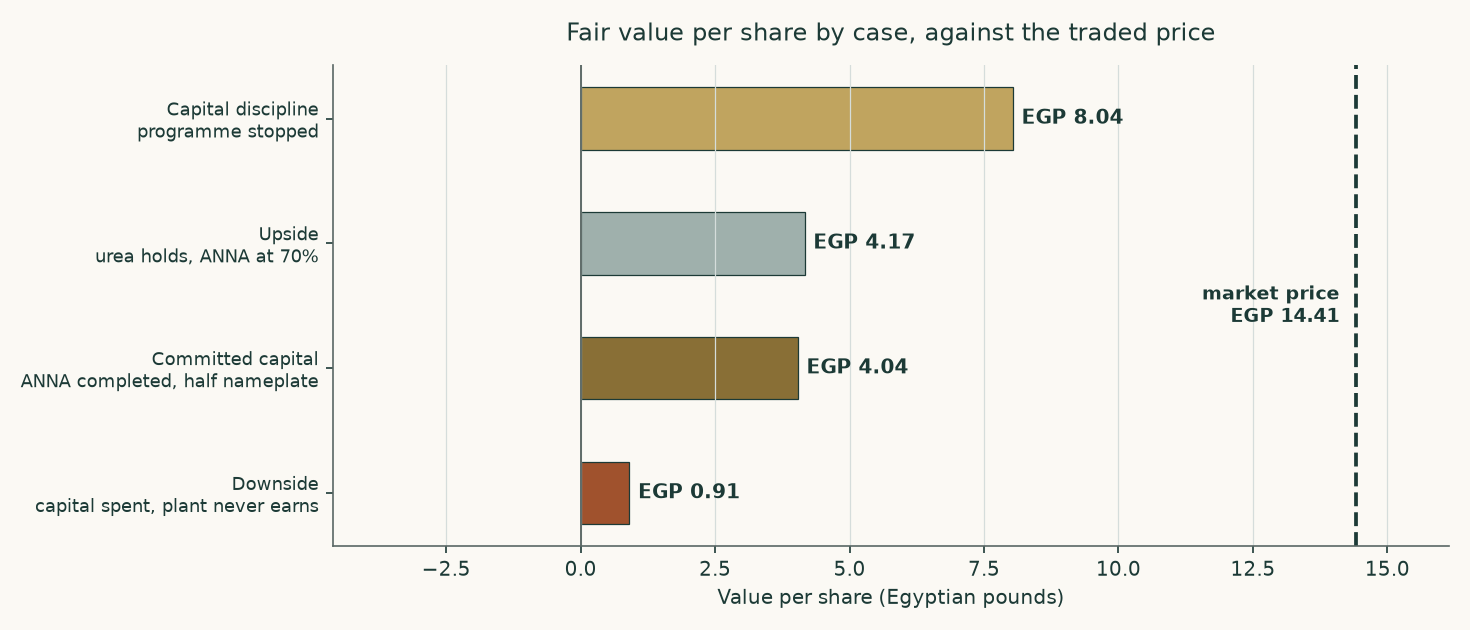 Fair value per share by case, against the traded price
Capital discipline
programme stopped
EGP 8.04
Upside
urea holds, ANNA at 70%
EGP 4.17
market price
EGP 14.41
Committed capital
ANNA completed, half nameplate
EGP 4.04
Downside
capital spent, plant never earns
EGP 0.91
−2.5 0.0 2.5 5.0 7.5 10.0 12.5 15.0
Value per share (Egyptian pounds)